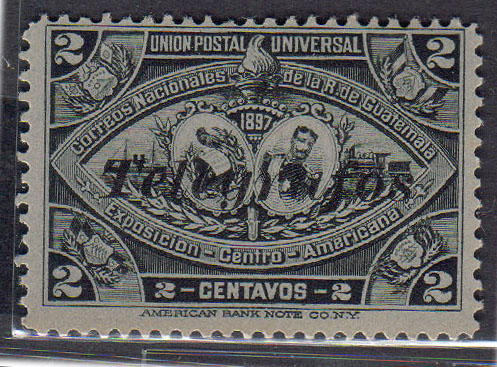 2 UNION POSTAL UNIVERSAL 2
Correos Nacionales de la R. de Guatemala
1897
Telegrafos
Exposicion - Centro - Americana
2 2 - CENTAVOS - 2 2
AMERICAN BANK NOTE CO. N.Y.